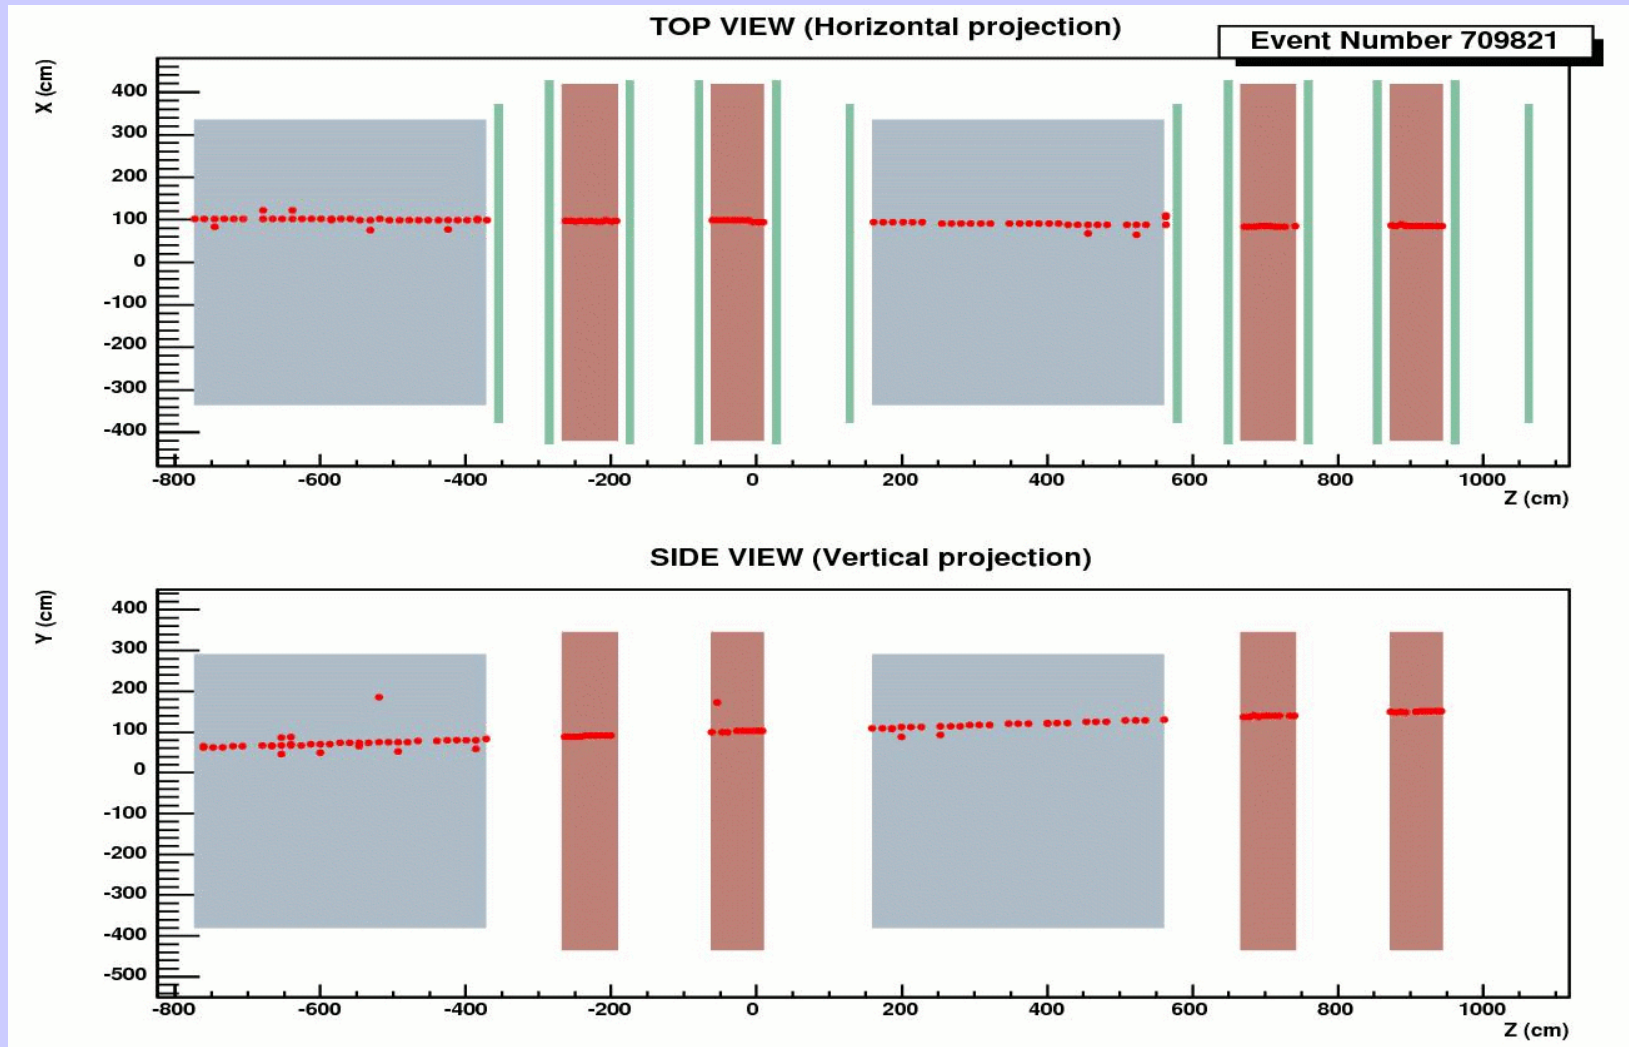 TOP VIEW (Horizontal projection)
Event Number 709821
X (cm)
400
300
200
100
0
-100
-200
-300
-400
-800 -600 -400 -200 0 200 400 600 800 1000
Z (cm)
SIDE VIEW (Vertical projection)
Y (cm)
400
300
200
100
0
-100
-200
-300
-400
-500
-800 -600 -400 -200 0 200 400 600 800 1000
Z (cm)